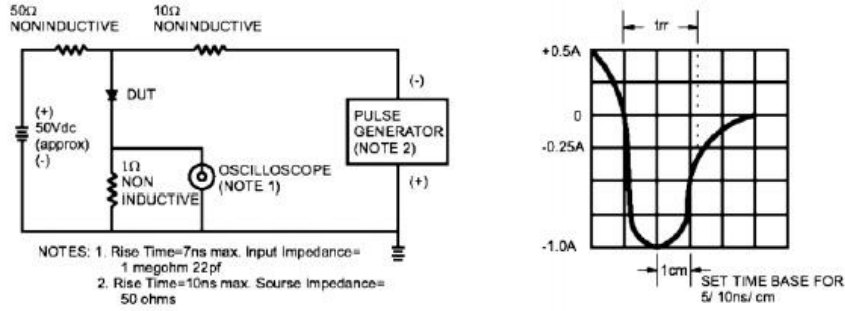 50Ω
NONINDUCTIVE
10Ω
NONINDUCTIVE
DUT
(+)
50Vdc
(approx)
(-)
1Ω
NON
INDUCTIVE
OSCILLOSCOPE
(NOTE 1)
(-)
PULSE
GENERATOR
(NOTE 2)
(+)
NOTES: 1. Rise Time=7ns max. Input Impedance=
1 megohm 22pf
2. Rise Time=10ns max. Sourse Impedance=
50 ohms
trr
+0.5A
0
-0.25A
-1.0A
1cm
SET TIME BASE FOR
5/ 10ns/ cm